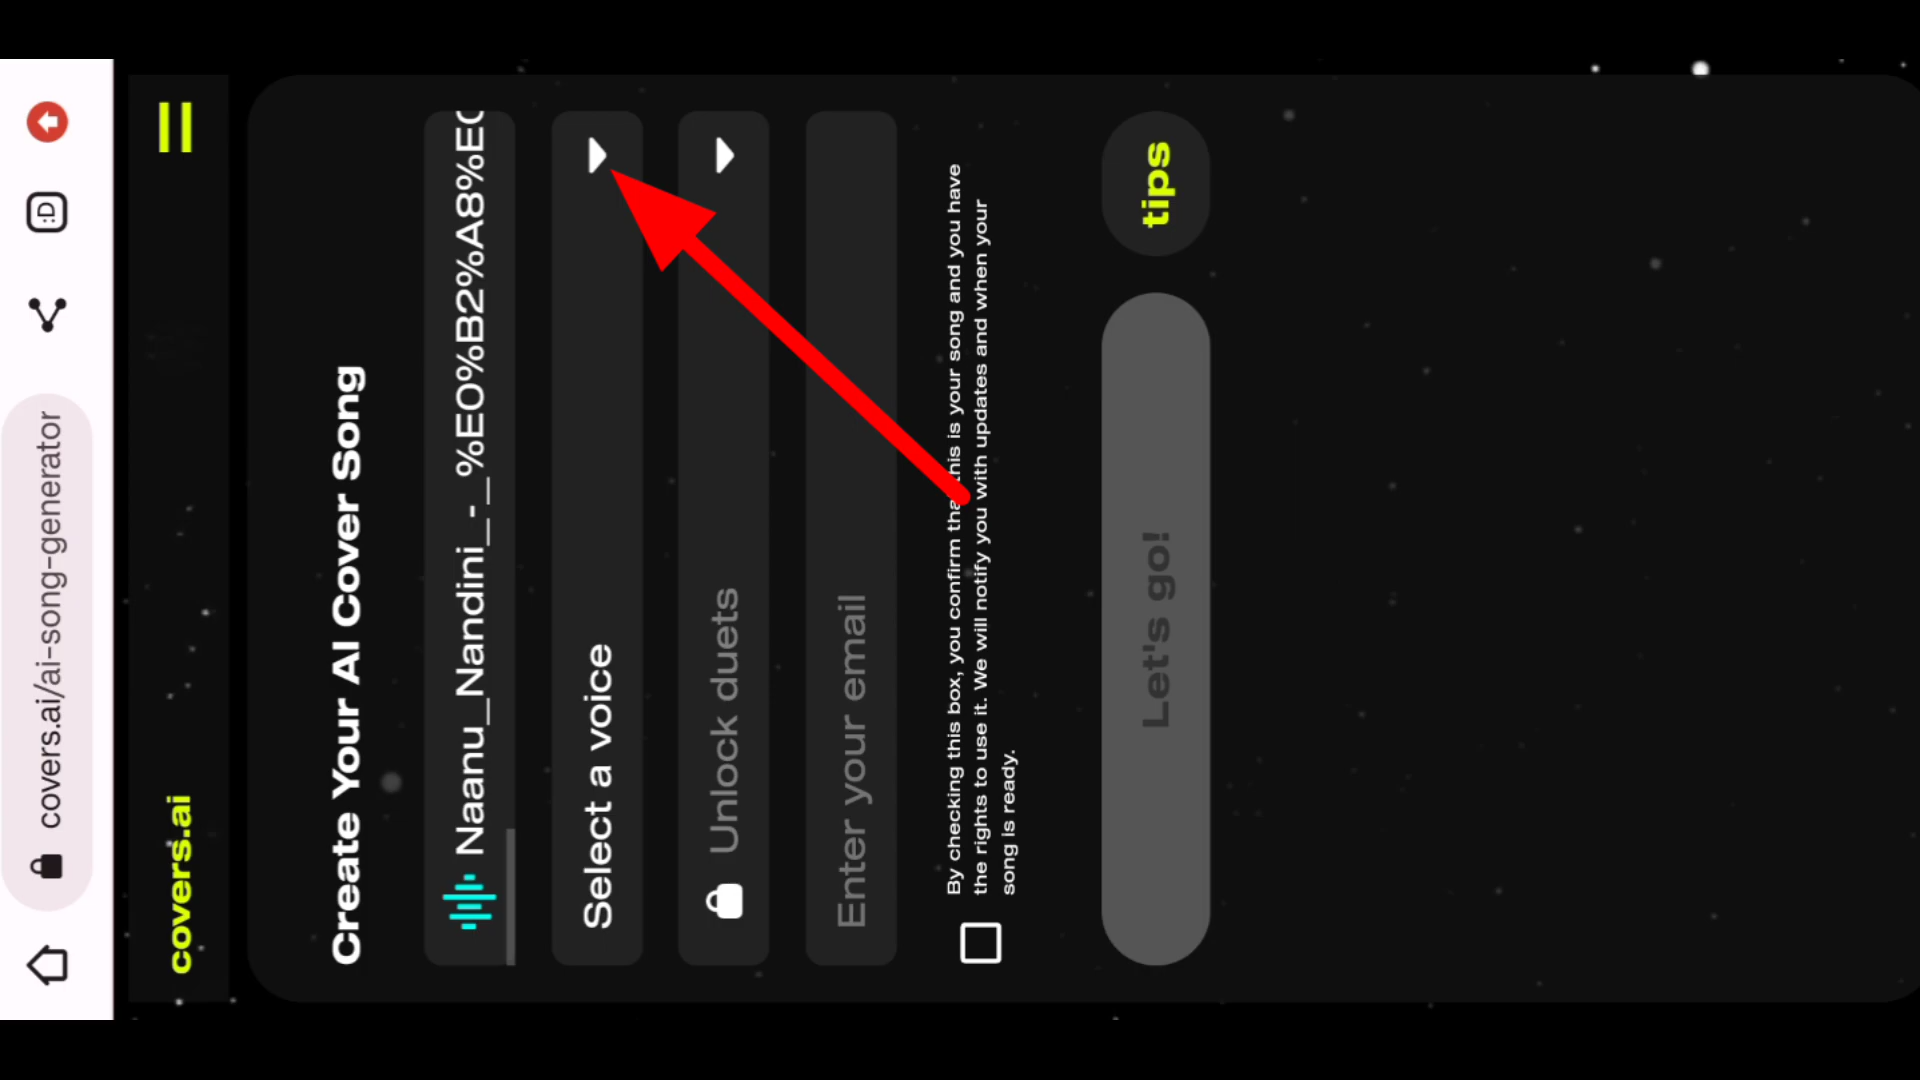 covers.ai/ai-song-generator
:D
covers.ai
Create Your AI Cover Song
Naanu_Nandini_-_%E0%B2%A8%E0
Select a voice
Unlock duets
Enter your email
By checking this box, you confirm that this is your song and you have
the rights to use it. We will notify you with updates and when your
song is ready.
Let's go!
tips